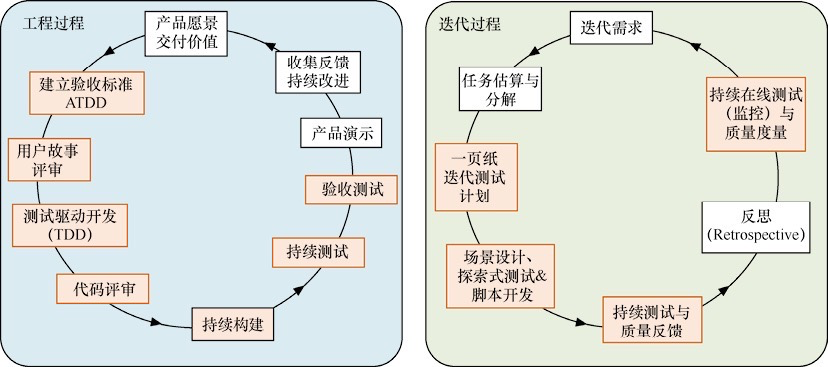 工程过程
产品愿景
交付价值
建立验收标准
ATDD
用户故事
评审
测试驱动开发
（TDD）
代码评审
持续构建
持续测试
验收测试
产品演示
收集反馈
持续改进
迭代过程
迭代需求
任务估算与
分解
一页纸
迭代测试
计划
场景设计、
探索式测试&
脚本开发
持续测试与
质量反馈
反思
(Retrospective)
持续在线测试
（监控）与
质量度量